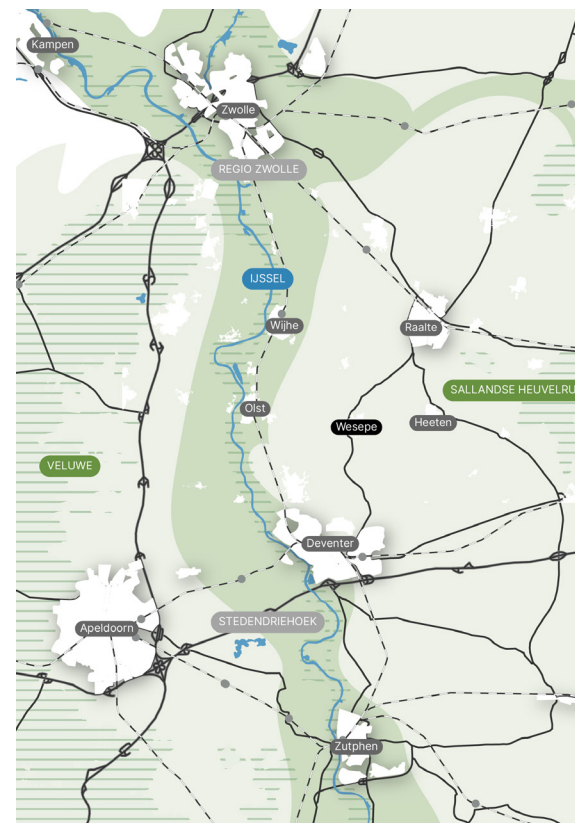 Kampen
Zwolle
REGIO ZWOLLE
IJSSEL
Wijhe
Raalte
SALLANDSE HEUVELRU
Olst
Heeten
Wesepe
VELUWE
Deventer
STEDENDRIEHOEK
Apeldoorn
Zutphen